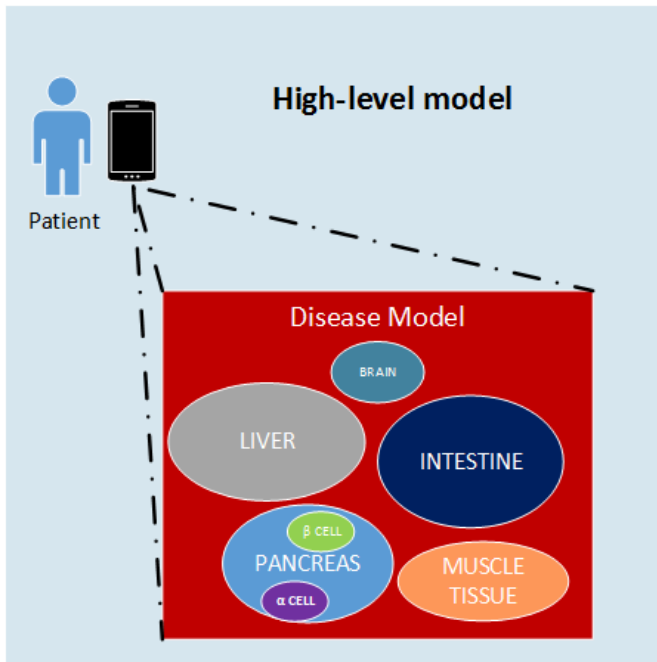 High-level model
Patient
Disease Model
BRAIN
LIVER
INTESTINE
β CELL
PANCREAS
α CELL
MUSCLE
TISSUE